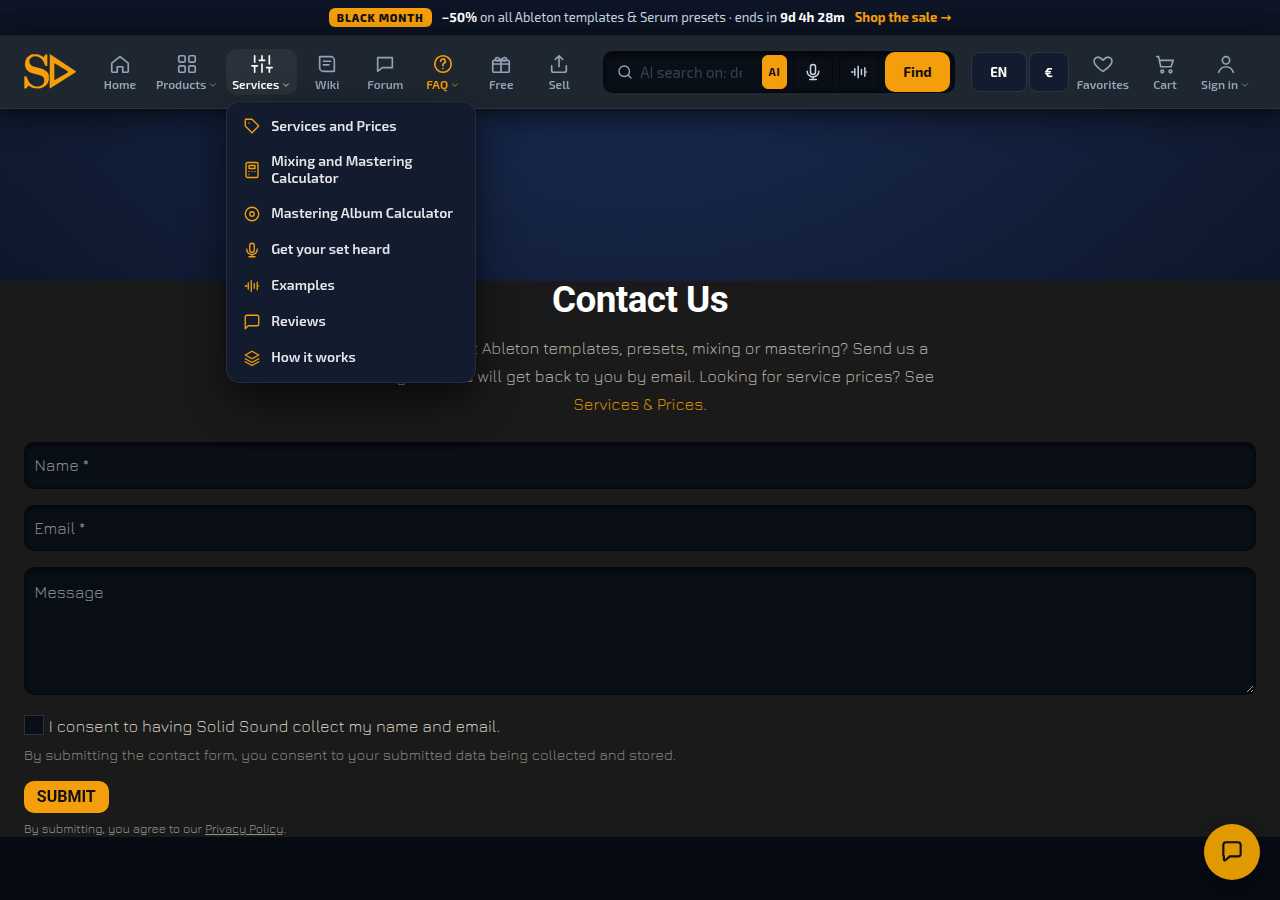 BLACK MONTH −50% on all Ableton templates & Serum presets · ends in 9d 4h 28m Shop the sale →
SD
Home
Products
Services
Wiki
Forum
FAQ
Free
Sell
AI search on:
AI
Find
EN
€
Favorites
Cart
Sign in
Services and Prices
Mixing and Mastering
Calculator
Mastering Album Calculator
Get your set heard
Examples
Reviews
How it works
Contact Us
Ableton templates, presets, mixing or mastering? Send us a
will get back to you by email. Looking for service prices? See
Services & Prices.
Name *
Email *
Message
I consent to having Solid Sound collect my name and email.
By submitting the contact form, you consent to your submitted data being collected and stored.
SUBMIT
By submitting, you agree to our Privacy Policy.